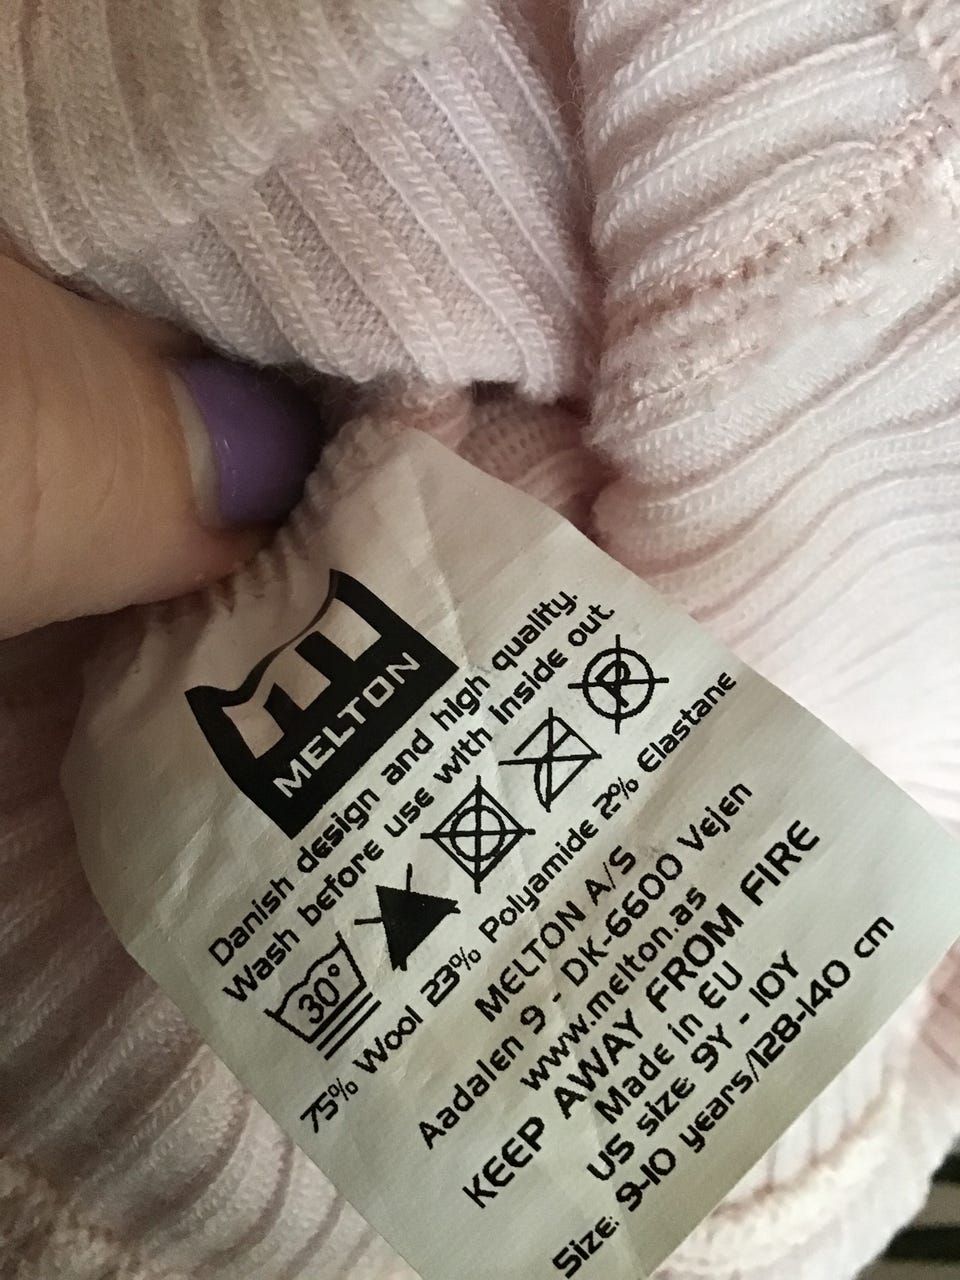 MELTON
Danish design and high quality.
Wash before use with inside out.
30°
P
75% Wool 23% Polyamide 2% Elastane
MELTON A/S
Aadalen 9 - DK-6600 Vejen
www.melton.as
KEEP AWAY FROM FIRE
Made in EU
US size 9Y - 10Y
Size: 9-10 years/128-140 cm